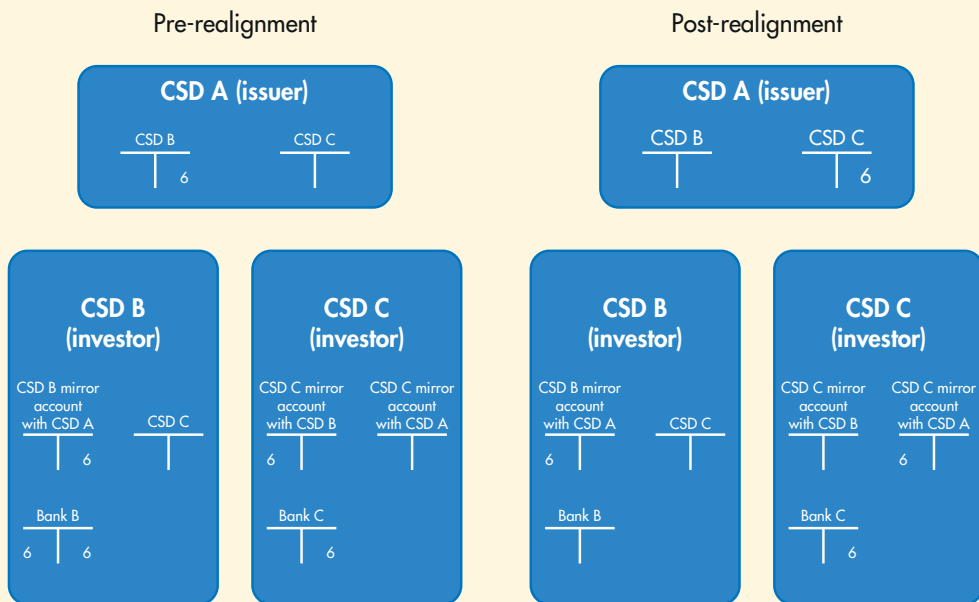 Pre-realignment
CSD A (issuer)
CSD B
CSD C
6
CSD B
(investor)
CSD B mirror
account
with CSD A
CSD C
6
Bank B
6 6
CSD C
(investor)
CSD C mirror
account
with CSD B
CSD C mirror
account
with CSD A
6
Bank C
6
Post-realignment
CSD A (issuer)
CSD B
CSD C
6
CSD B
(investor)
CSD B mirror
account
with CSD A
CSD C
6
Bank B
CSD C
(investor)
CSD C mirror
account
with CSD B
CSD C mirror
account
with CSD A
6
Bank C
6